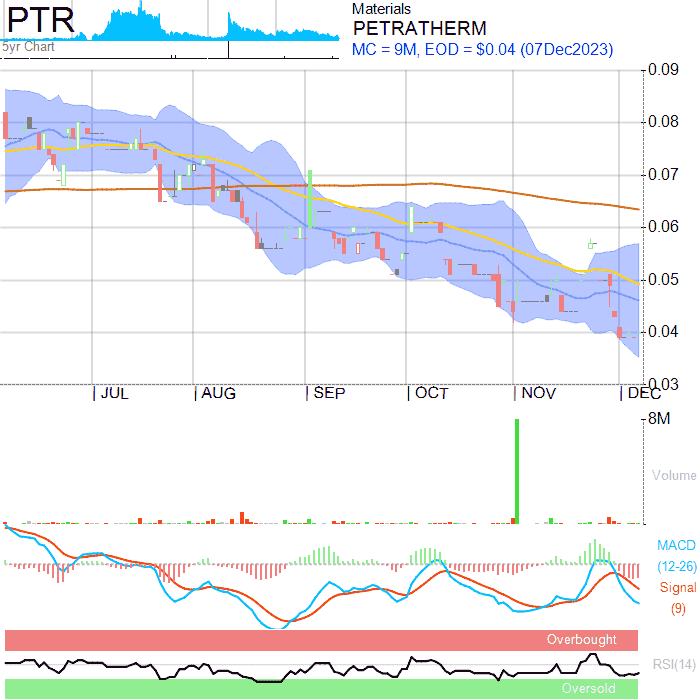 PTR
5yr Chart
Materials
PETRATHERM
MC = 9M, EOD = $0.04 (07Dec2023)
0.09
0.08
0.07
0.06
0.05
0.04
0.03
JUL AUG SEP OCT NOV DEC
8M
Volume
MACD
(12-26)
Signal
(9)
Overbought
RSI(14)
Oversold